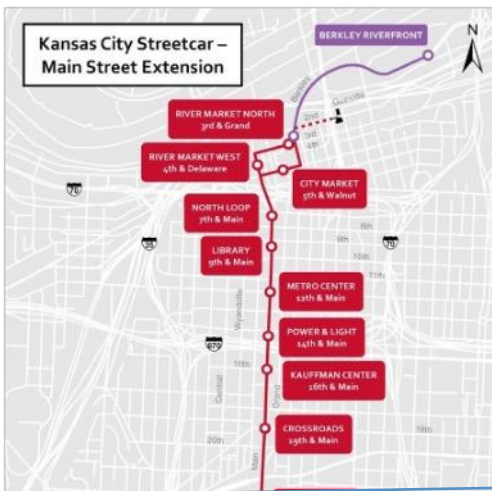 Kansas City Streetcar –
Main Street Extension
BERKLEY RIVERFRONT
N
Berkley
Guinotte
2nd
3rd
4th
RIVER MARKET NORTH
3rd & Grand
RIVER MARKET WEST
4th & Delaware
CITY MARKET
5th & Walnut
70
NORTH LOOP
7th & Main
8th
35
9th
70
LIBRARY
9th & Main
10th
11th
METRO CENTER
12th & Main
Wyandotte
POWER & LIGHT
14th & Main
670
16th
KAUFFMAN CENTER
16th & Main
Central
Grand
CROSSROADS
19th & Main
20th
19th
Main